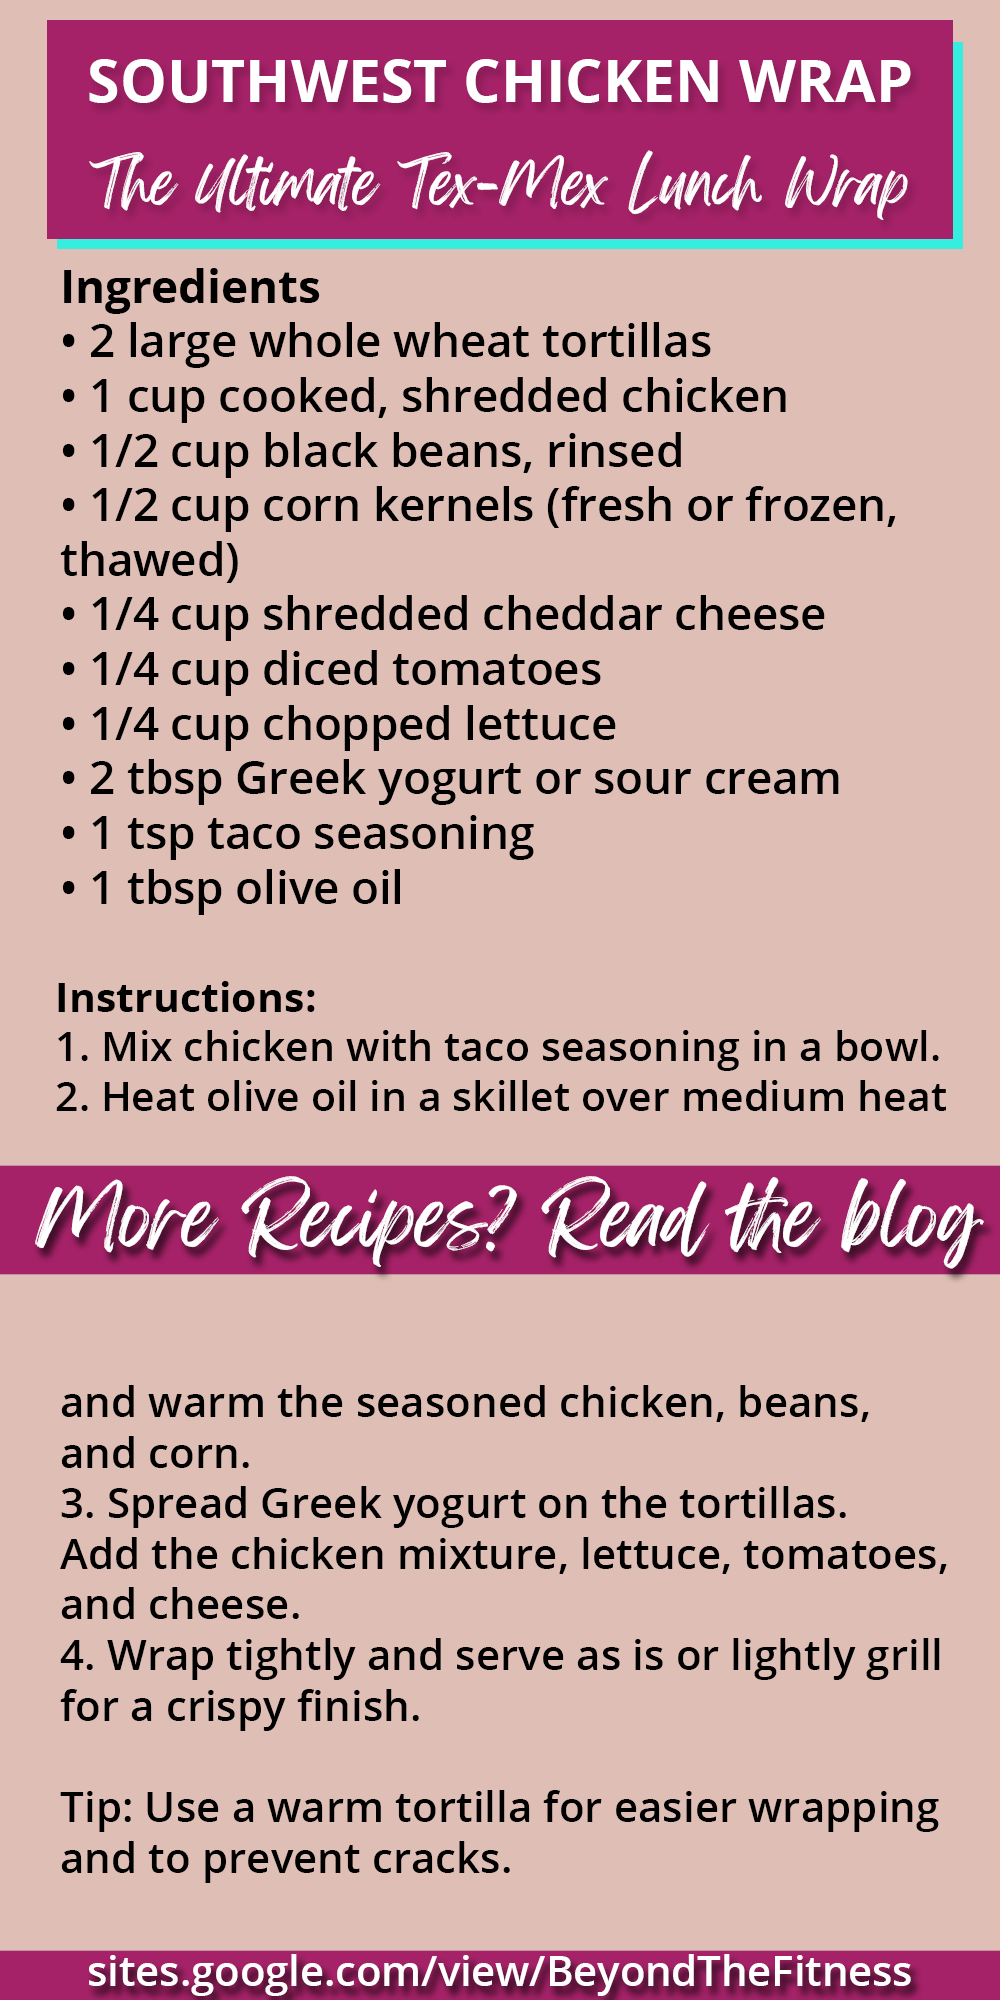 SOUTHWEST CHICKEN WRAP
The Ultimate Tex-Mex Lunch Wrap
Ingredients
• 2 large whole wheat tortillas
• 1 cup cooked, shredded chicken
• 1/2 cup black beans, rinsed
• 1/2 cup corn kernels (fresh or frozen,
thawed)
• 1/4 cup shredded cheddar cheese
• 1/4 cup diced tomatoes
• 1/4 cup chopped lettuce
• 2 tbsp Greek yogurt or sour cream
• 1 tsp taco seasoning
• 1 tbsp olive oil
Instructions:
1. Mix chicken with taco seasoning in a bowl.
2. Heat olive oil in a skillet over medium heat
More Recipes? Read the blog
and warm the seasoned chicken, beans,
and corn.
3. Spread Greek yogurt on the tortillas.
Add the chicken mixture, lettuce, tomatoes,
and cheese.
4. Wrap tightly and serve as is or lightly grill
for a crispy finish.
Tip: Use a warm tortilla for easier wrapping
and to prevent cracks.
sites.google.com/view/BeyondTheFitness